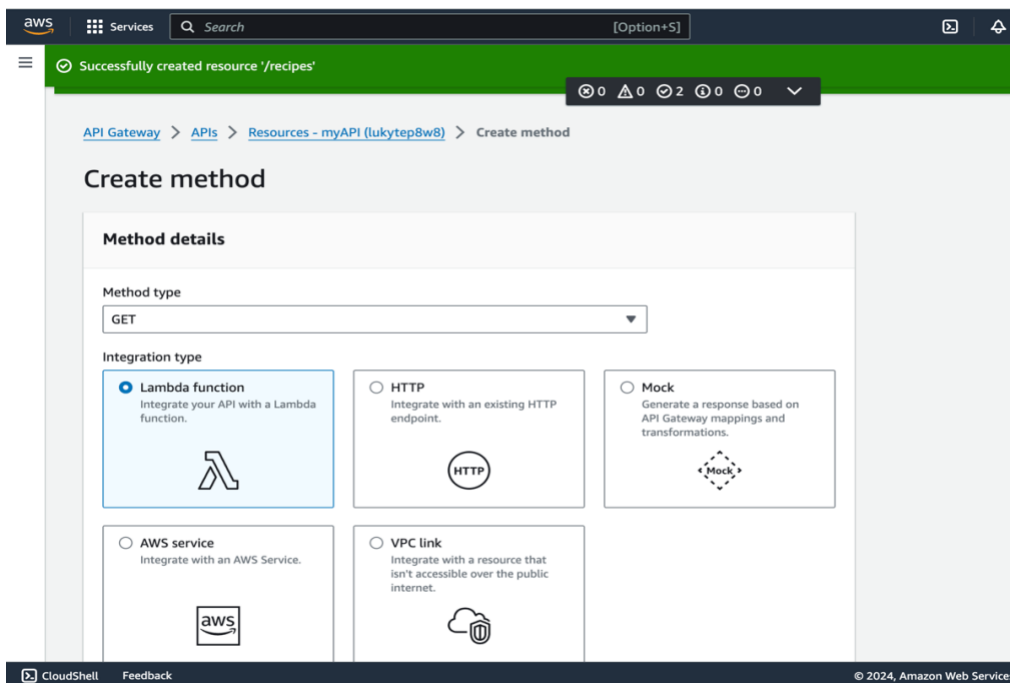 aws Services Search [Option+S]
Successfully created resource '/recipes'
0 0 2 0 0
API Gateway > APIs > Resources - myAPI (lukytep8w8) > Create method
Create method
Method details
Method type
GET
Integration type
Lambda function
Integrate your API with a Lambda
function.
HTTP
Integrate with an existing HTTP
endpoint.
HTTP
Mock
Generate a response based on
API Gateway mappings and
transformations.
Mock
AWS service
Integrate with an AWS Service.
aws
VPC link
Integrate with a resource that
isn't accessible over the public
internet.
CloudShell Feedback © 2024, Amazon Web Services